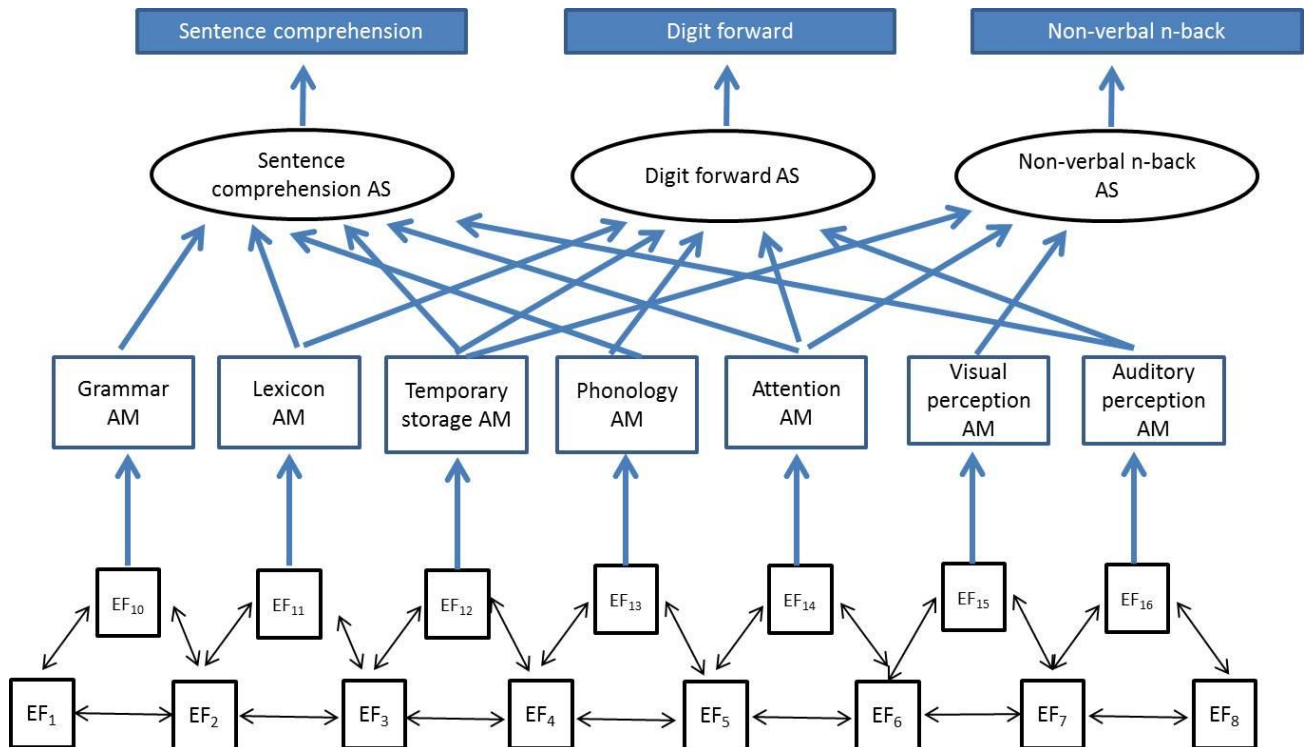 Sentence comprehension
Digit forward
Non-verbal n-back
Sentence
comprehension AS
Digit forward AS
Non-verbal n-back
AS
Grammar
AM
Lexicon
AM
Temporary
storage AM
Phonology
AM
Attention
AM
Visual
perception
AM
Auditory
perception
AM
EF10
EF11
EF12
EF13
EF14
EF15
EF16
EF1
EF2
EF3
EF4
EF5
EF6
EF7
EF8